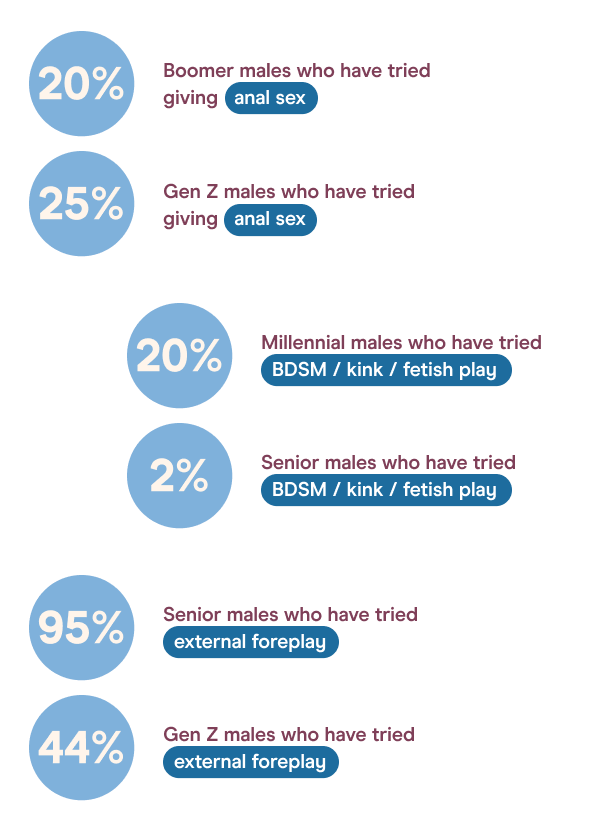 20%
Boomer males who have tried
giving anal sex
25%
Gen Z males who have tried
giving anal sex
20%
Millennial males who have tried
BDSM / kink / fetish play
2%
Senior males who have tried
BDSM / kink / fetish play
95%
Senior males who have tried
external foreplay
44%
Gen Z males who have tried
external foreplay